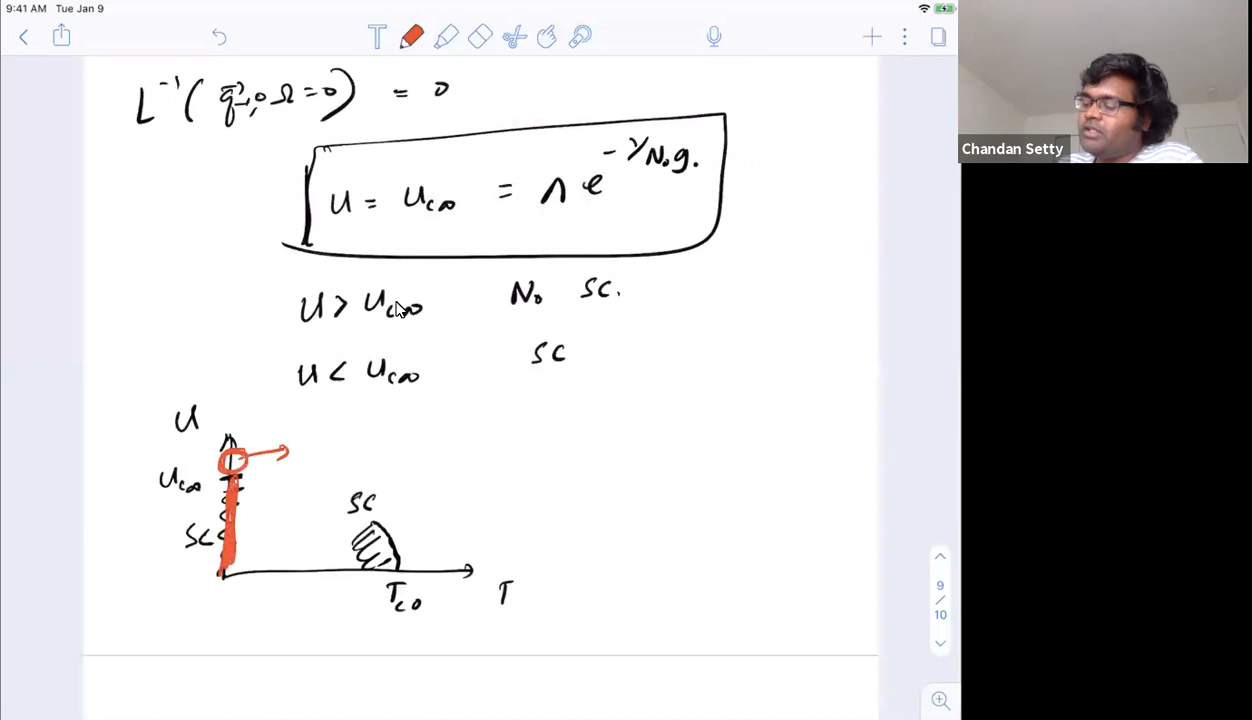 9:41 AM Tue Jan 9
L⁻¹( q→0, Ω=0 ) = 0
U = U_c∞ = Λ e^{-1/N₀g.}
U > U_c∞ No SC.
U < U_c∞ SC
U
U_c∞
SC
SC
T_c0
T
Chandan Setty
9
/
10